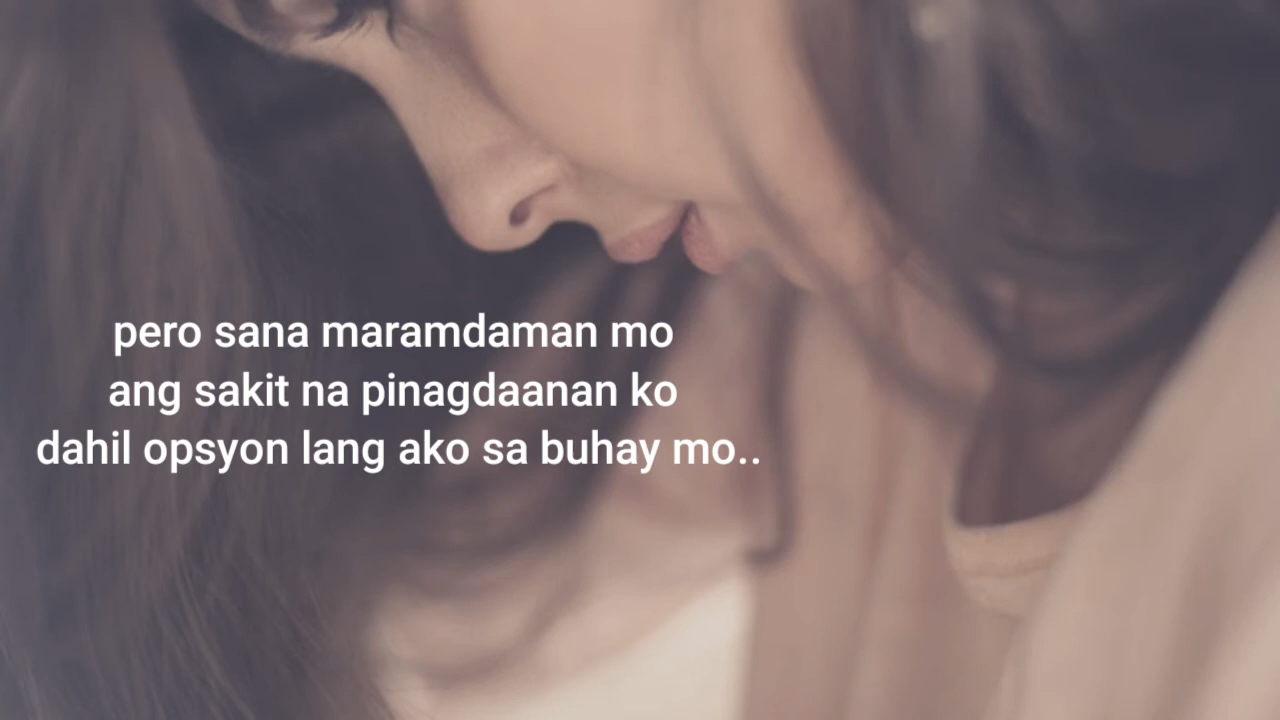 pero sana maramdaman mo
ang sakit na pinagdaanan ko
dahil opsyon lang ako sa buhay mo..